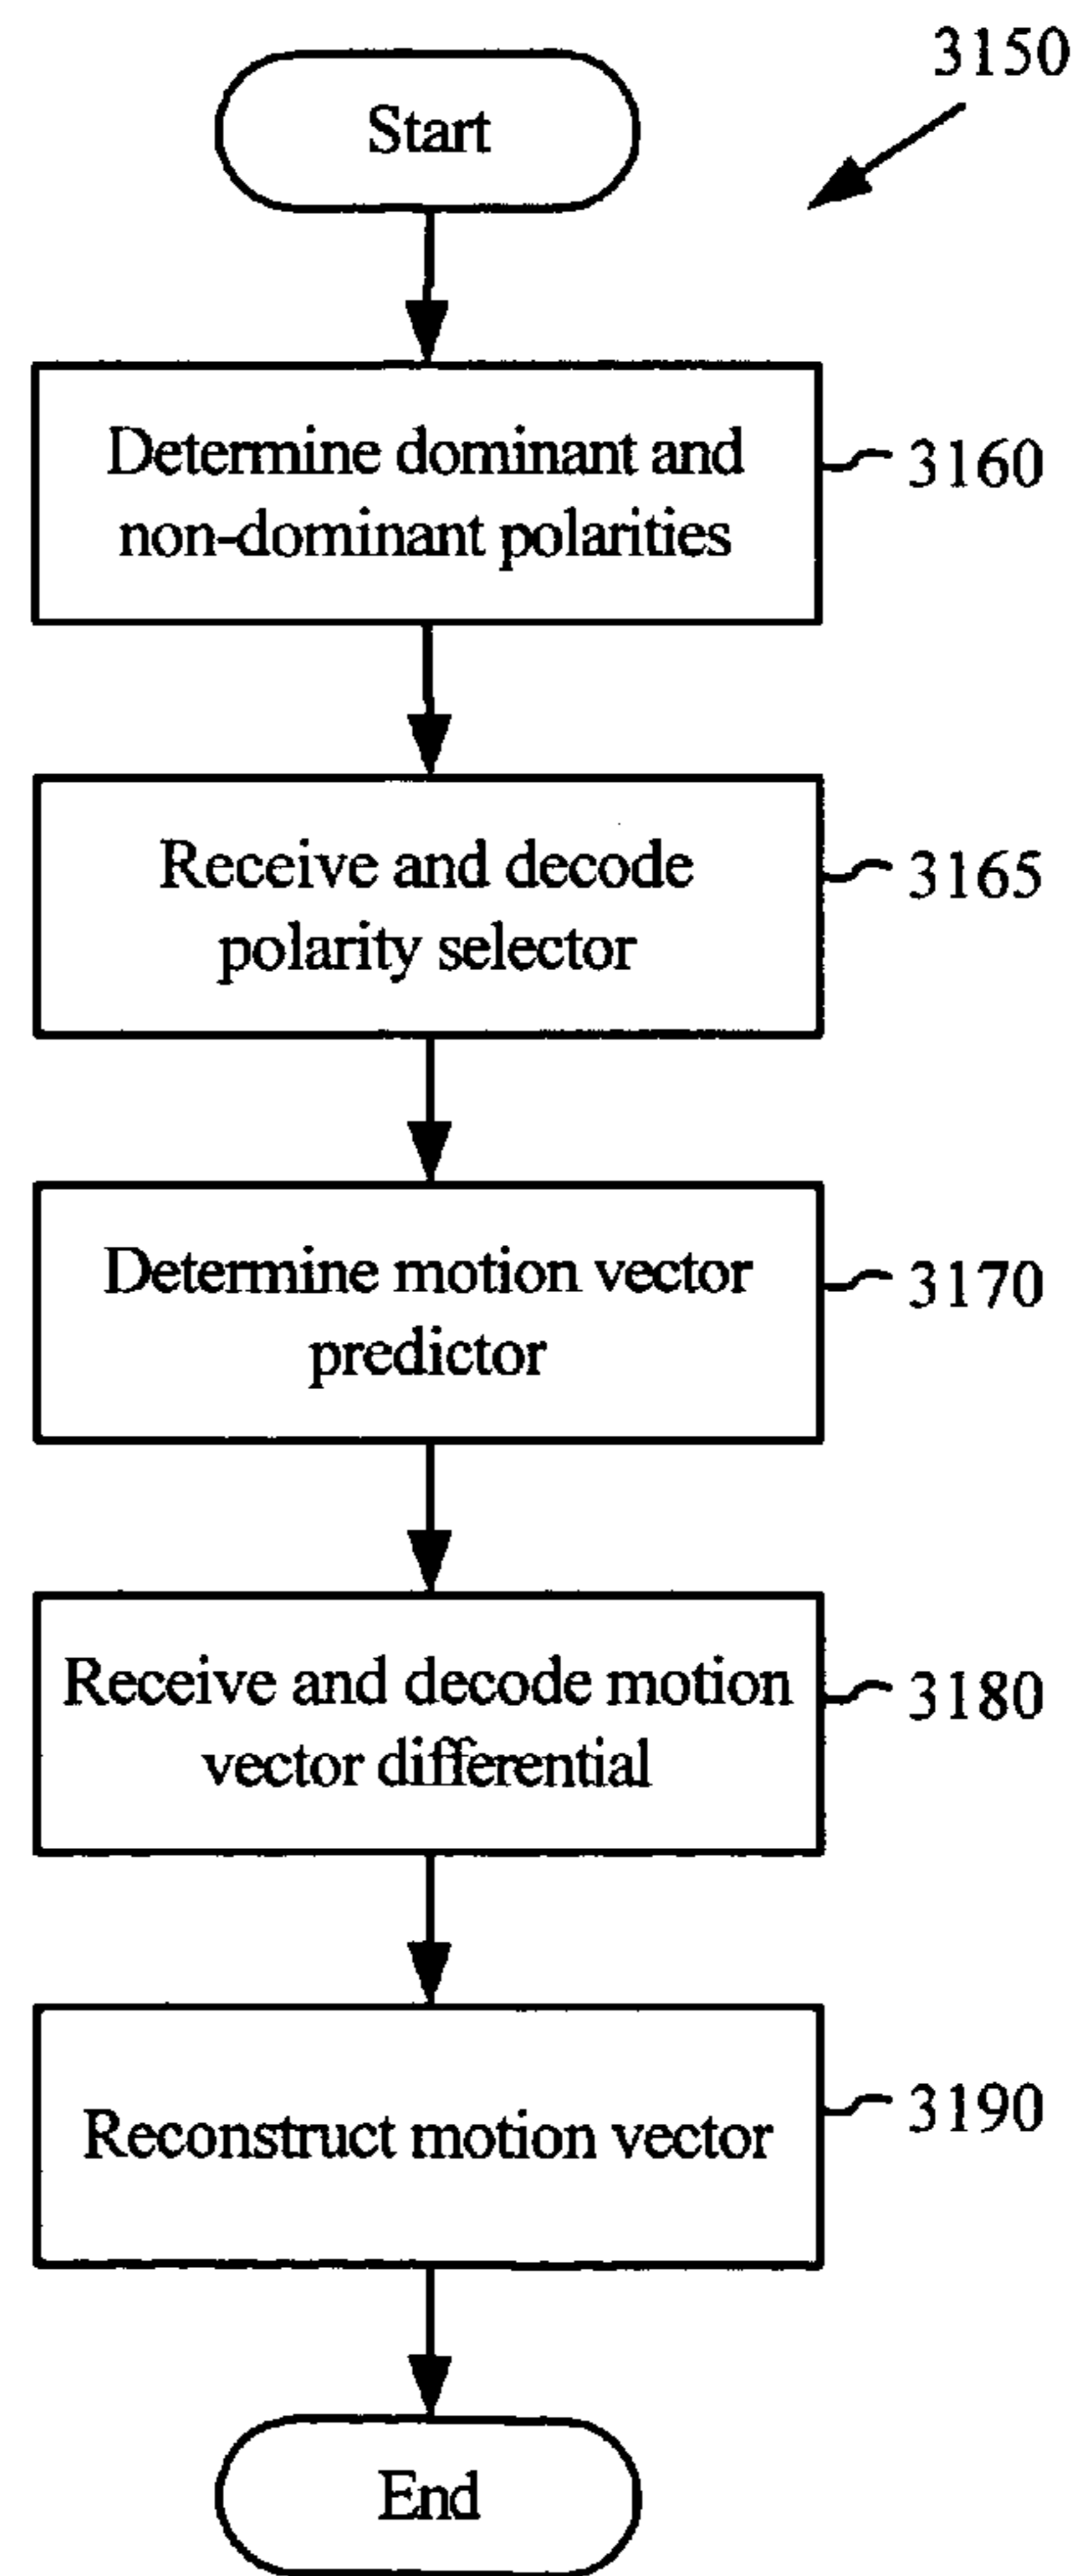 3150
Start
Determine dominant and
non-dominant polarities
3160
Receive and decode
polarity selector
3165
Determine motion vector
predictor
3170
Receive and decode motion
vector differential
3180
Reconstruct motion vector
3190
End